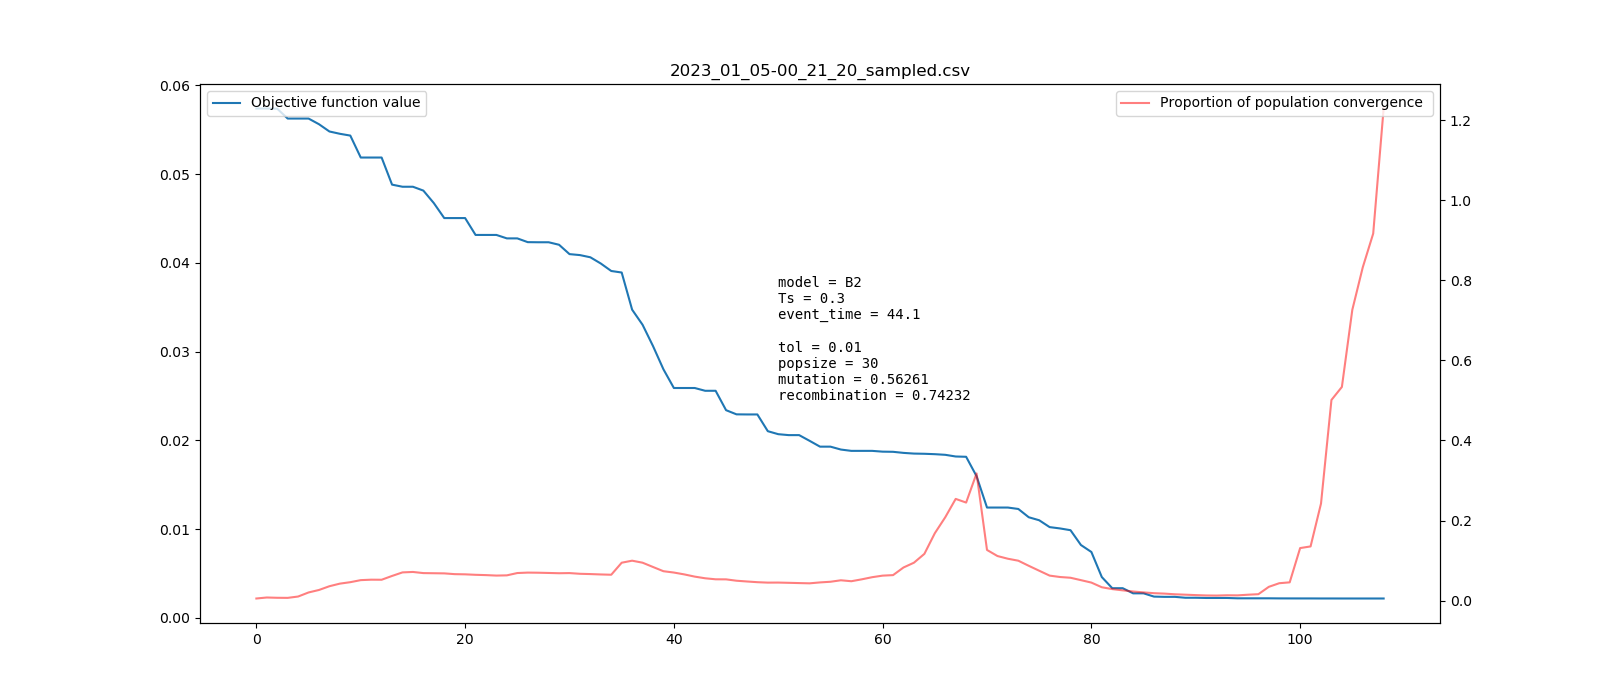 2023_01_05-00_21_20_sampled.csv
Objective function value
Proportion of population convergence
0.06
0.05
0.04
0.03
0.02
0.01
0.00
1.2
1.0
0.8
0.6
0.4
0.2
0.0
model = B2
Ts = 0.3
event_time = 44.1
tol = 0.01
popsize = 30
mutation = 0.56261
recombination = 0.74232
0
20
40
60
80
100